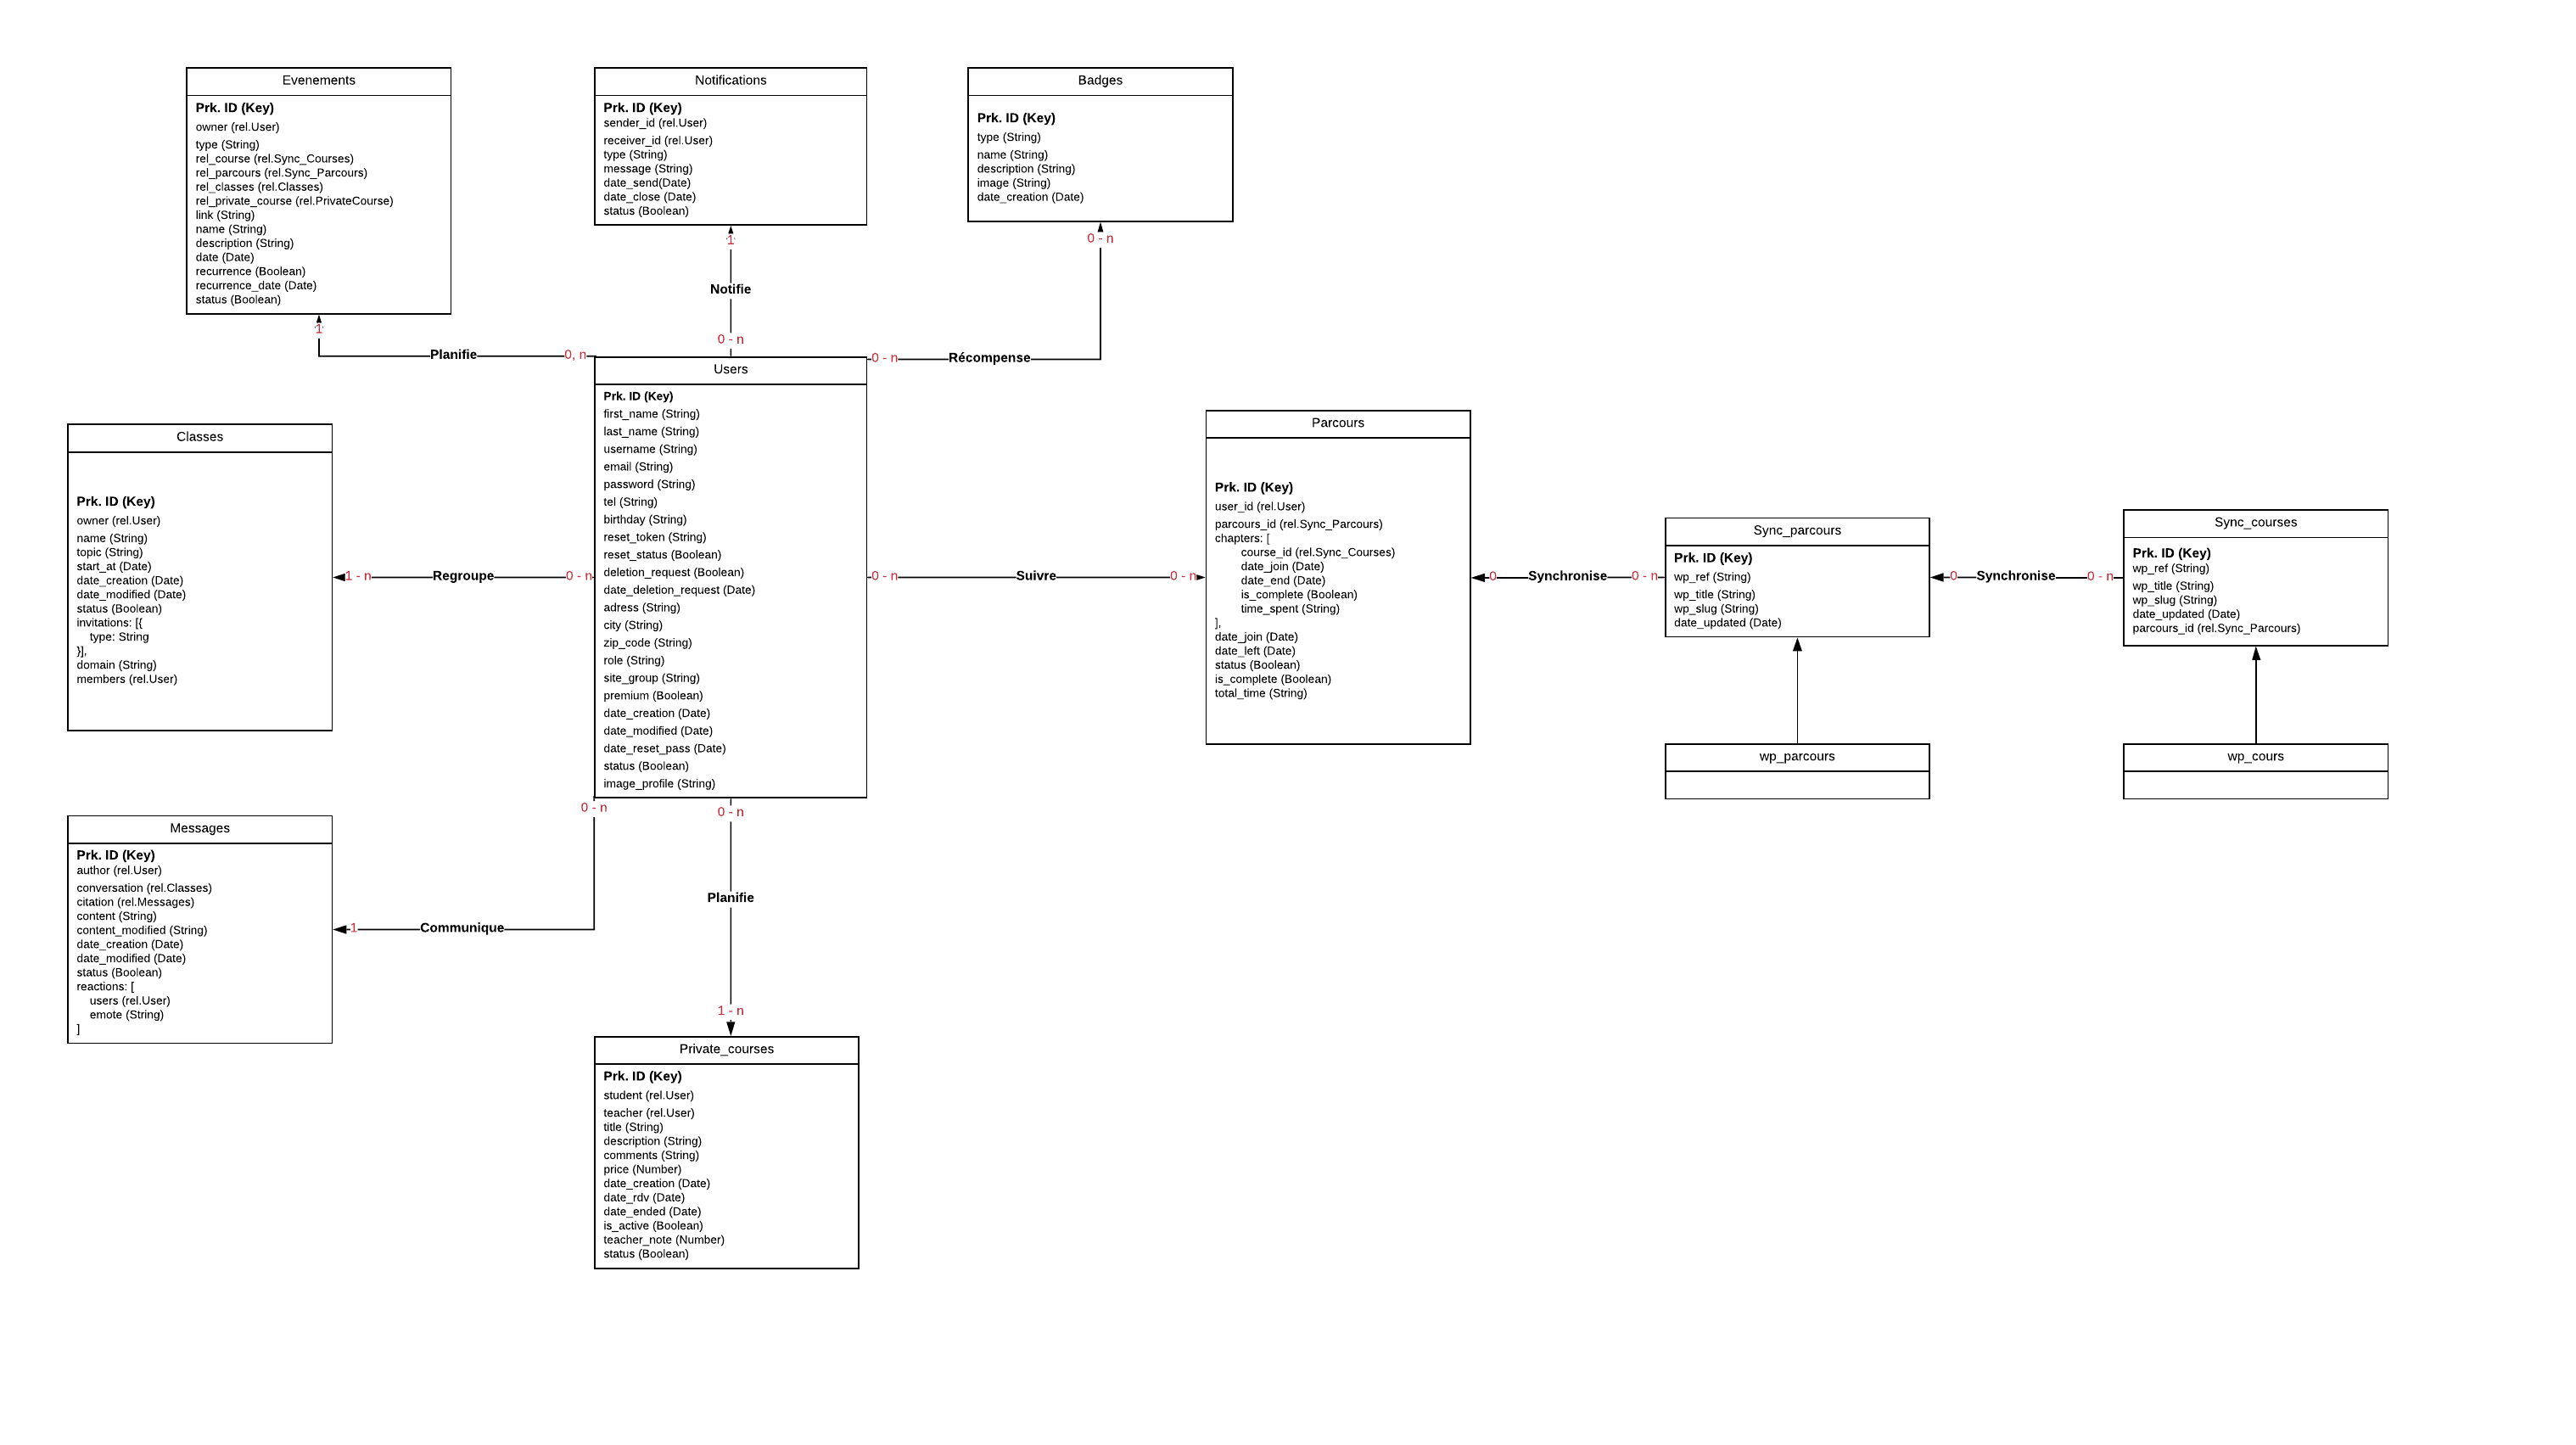 Evenements
Prk. ID (Key)
owner (rel.User)
type (String)
rel_course (rel.Sync_Courses)
rel_parcours (rel.Sync_Parcours)
rel_classes (rel.Classes)
rel_private_course (rel.PrivateCourse)
link (String)
name (String)
description (String)
date (Date)
recurrence (Boolean)
recurrence_date (Date)
status (Boolean)
Notifications
Prk. ID (Key)
sender_id (rel.User)
receiver_id (rel.User)
type (String)
message (String)
date_send(Date)
date_close (Date)
status (Boolean)
Badges
Prk. ID (Key)
type (String)
name (String)
description (String)
image (String)
date_creation (Date)
1
Planifie
0, n
1
Notifie
0 - n
0 - n
Récompense
0 - n
Users
Prk. ID (Key)
first_name (String)
last_name (String)
username (String)
email (String)
password (String)
tel (String)
birthday (String)
reset_token (String)
reset_status (Boolean)
deletion_request (Boolean)
date_deletion_request (Date)
adress (String)
city (String)
zip_code (String)
role (String)
site_group (String)
premium (Boolean)
date_creation (Date)
date_modified (Date)
date_reset_pass (Date)
status (Boolean)
image_profile (String)
Classes
Prk. ID (Key)
owner (rel.User)
name (String)
topic (String)
start_at (Date)
date_creation (Date)
date_modified (Date)
status (Boolean)
invitations: [{
type: String
}],
domain (String)
members (rel.User)
1 - n
Regroupe
0 - n
0 - n
Suivre
0 - n
Parcours
Prk. ID (Key)
user_id (rel.User)
parcours_id (rel.Sync_Parcours)
chapters: [
course_id (rel.Sync_Courses)
date_join (Date)
date_end (Date)
is_complete (Boolean)
time_spent (String)
],
date_join (Date)
date_left (Date)
status (Boolean)
is_complete (Boolean)
total_time (String)
0
Synchronise
0 - n
Sync_parcours
Prk. ID (Key)
wp_ref (String)
wp_title (String)
wp_slug (String)
date_updated (Date)
0
Synchronise
0 - n
Sync_courses
Prk. ID (Key)
wp_ref (String)
wp_title (String)
wp_slug (String)
date_updated (Date)
parcours_id (rel.Sync_Parcours)
wp_parcours
wp_cours
Messages
Prk. ID (Key)
author (rel.User)
conversation (rel.Classes)
citation (rel.Messages)
content (String)
content_modified (String)
date_creation (Date)
date_modified (Date)
status (Boolean)
reactions: [
users (rel.User)
emote (String)
]
0 - n
1
Communique
0 - n
Planifie
1 - n
Private_courses
Prk. ID (Key)
student (rel.User)
teacher (rel.User)
title (String)
description (String)
comments (String)
price (Number)
date_creation (Date)
date_rdv (Date)
date_ended (Date)
is_active (Boolean)
teacher_note (Number)
status (Boolean)